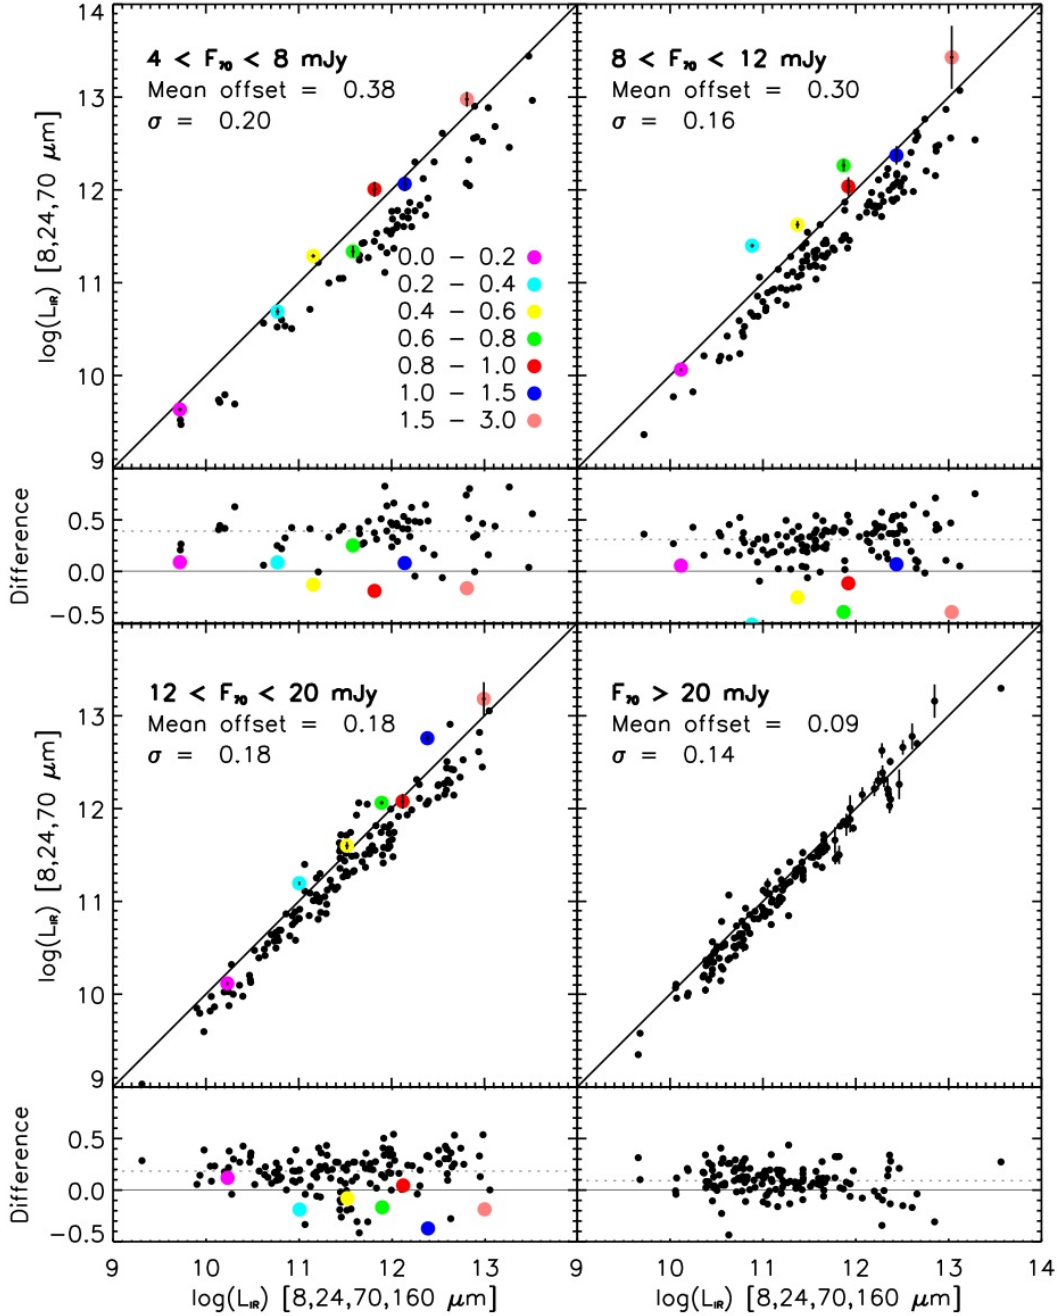 14
13
12
11
10
9
log(L_IR) [8,24,70 μm]
4 < F₇₀ < 8 mJy
Mean offset = 0.38
σ = 0.20
0.0 – 0.2
0.2 – 0.4
0.4 – 0.6
0.6 – 0.8
0.8 – 1.0
1.0 – 1.5
1.5 – 3.0
8 < F₇₀ < 12 mJy
Mean offset = 0.30
σ = 0.16
Difference
0.5
0.0
−0.5
13
12
11
10
9
log(L_IR) [8,24,70 μm]
12 < F₇₀ < 20 mJy
Mean offset = 0.18
σ = 0.18
F₇₀ > 20 mJy
Mean offset = 0.09
σ = 0.14
Difference
0.5
0.0
−0.5
9 10 11 12 13 9 10 11 12 13 14
log(L_IR) [8,24,70,160 μm] log(L_IR) [8,24,70,160 μm]